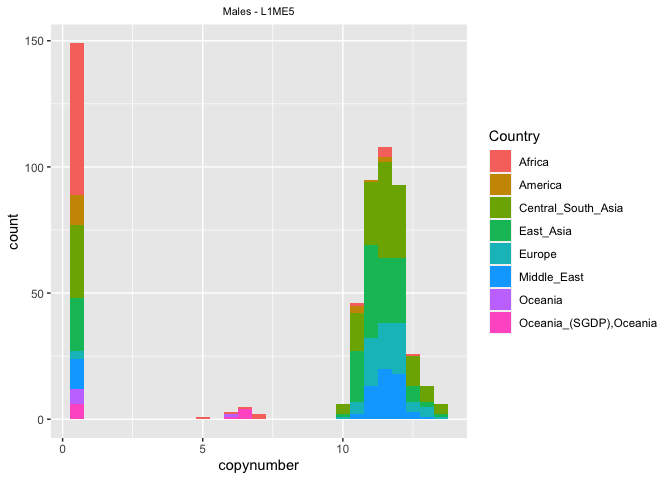 Males - L1ME5
150
100
50
0
count
0
5
10
copynumber
Country
Africa
America
Central_South_Asia
East_Asia
Europe
Middle_East
Oceania
Oceania_(SGDP),Oceania